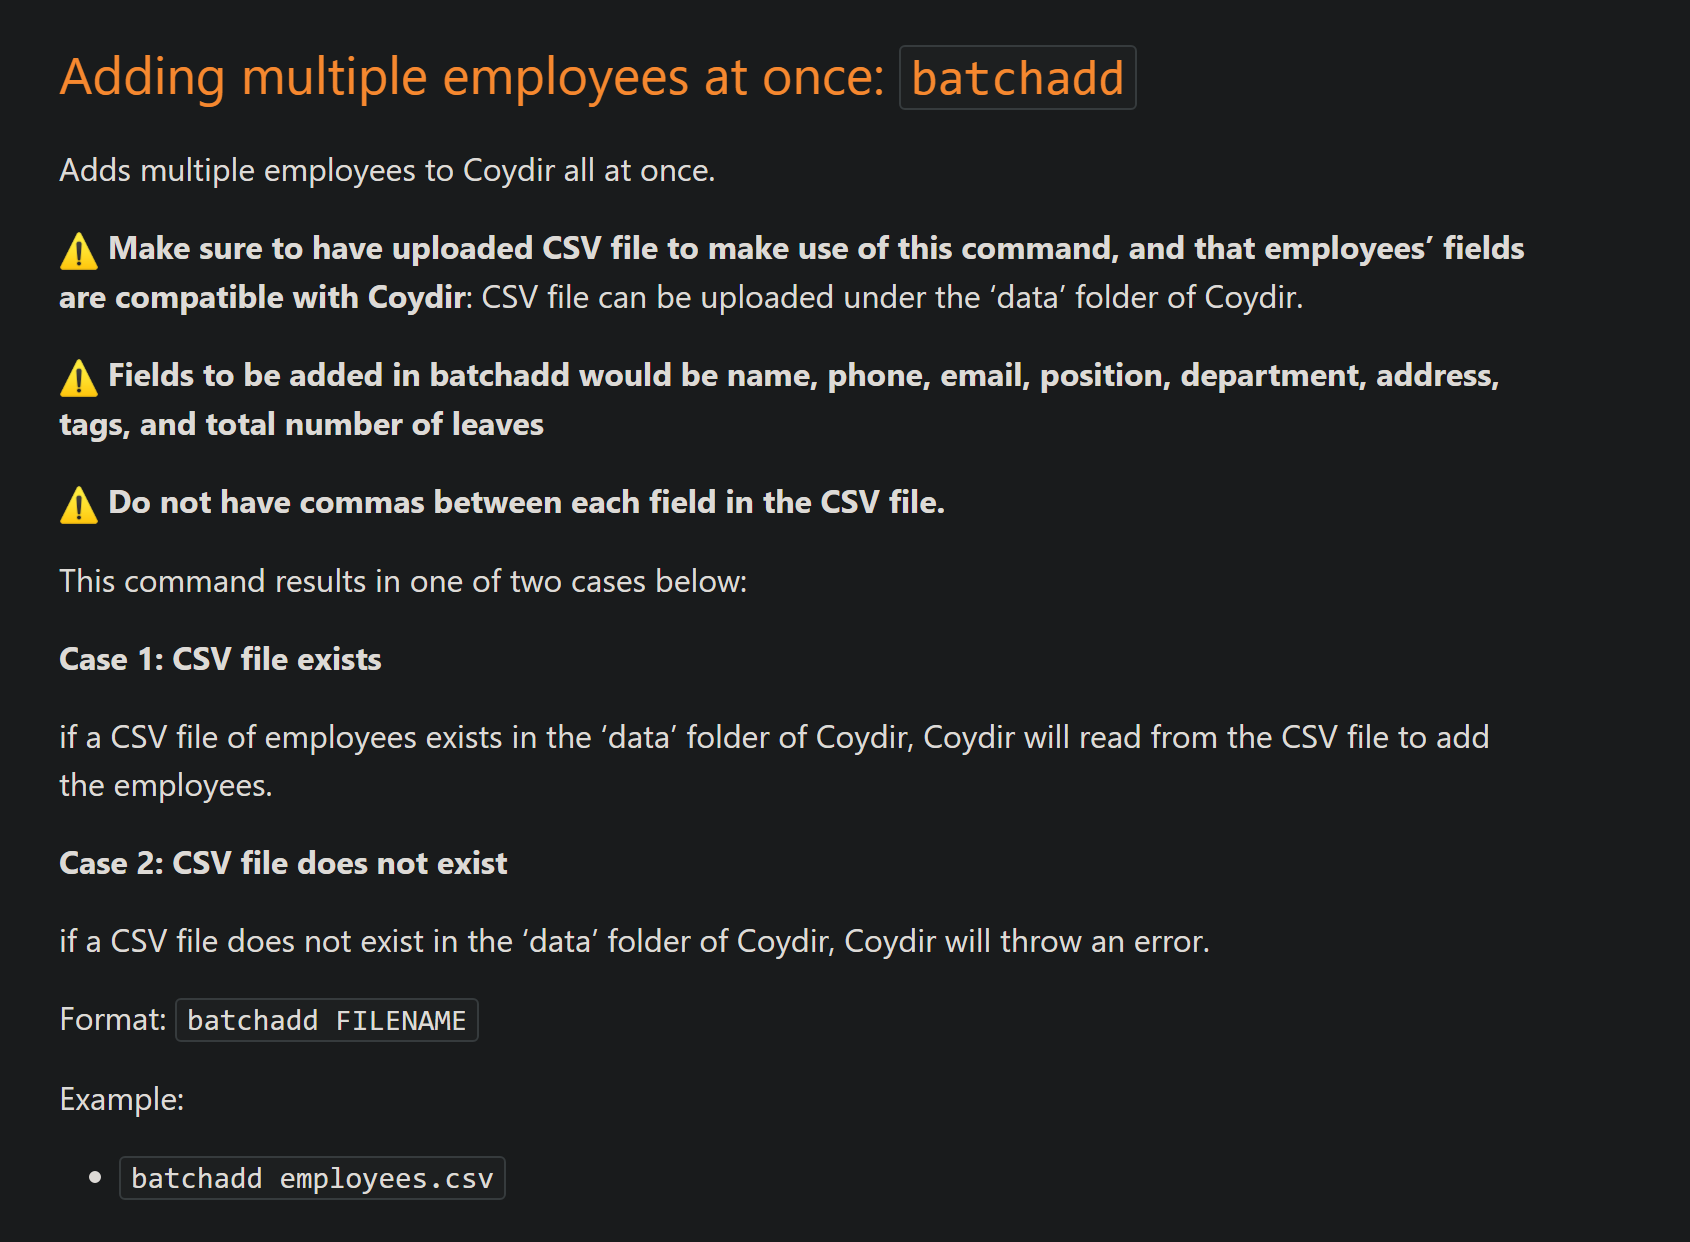 Adding multiple employees at once: batchadd
Adds multiple employees to Coydir all at once.
⚠️ Make sure to have uploaded CSV file to make use of this command, and that employees’ fields
are compatible with Coydir: CSV file can be uploaded under the ‘data’ folder of Coydir.
⚠️ Fields to be added in batchadd would be name, phone, email, position, department, address,
tags, and total number of leaves
⚠️ Do not have commas between each field in the CSV file.
This command results in one of two cases below:
Case 1: CSV file exists
if a CSV file of employees exists in the ‘data’ folder of Coydir, Coydir will read from the CSV file to add
the employees.
Case 2: CSV file does not exist
if a CSV file does not exist in the ‘data’ folder of Coydir, Coydir will throw an error.
Format: batchadd FILENAME
Example:
• batchadd employees.csv